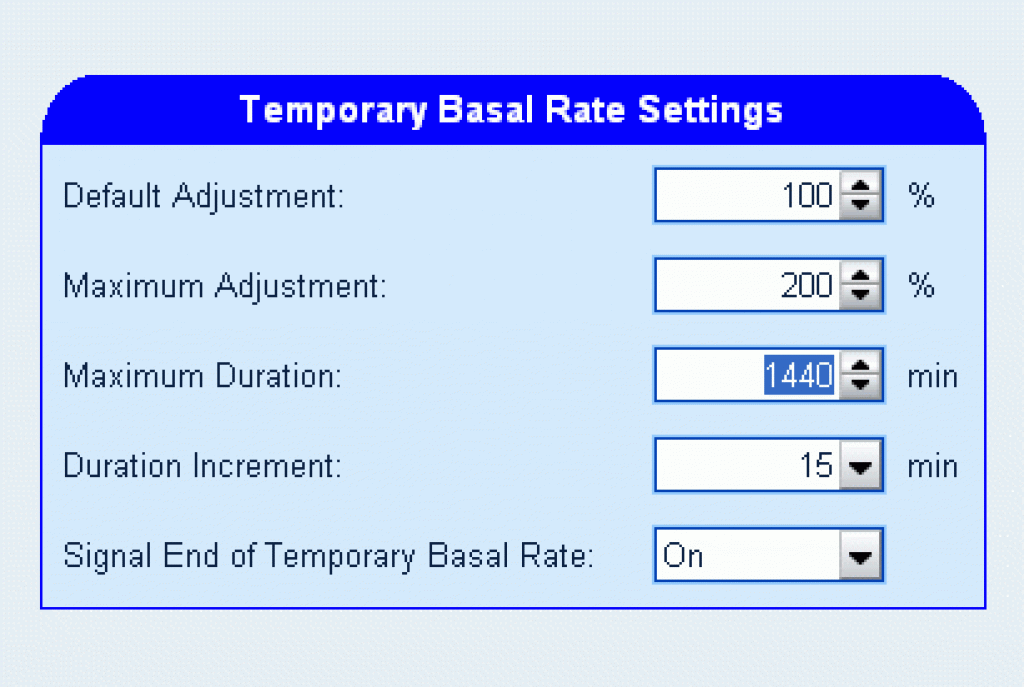 Temporary Basal Rate Settings
Default Adjustment: 100 %
Maximum Adjustment: 200 %
Maximum Duration: 1440 min
Duration Increment: 15 min
Signal End of Temporary Basal Rate: On